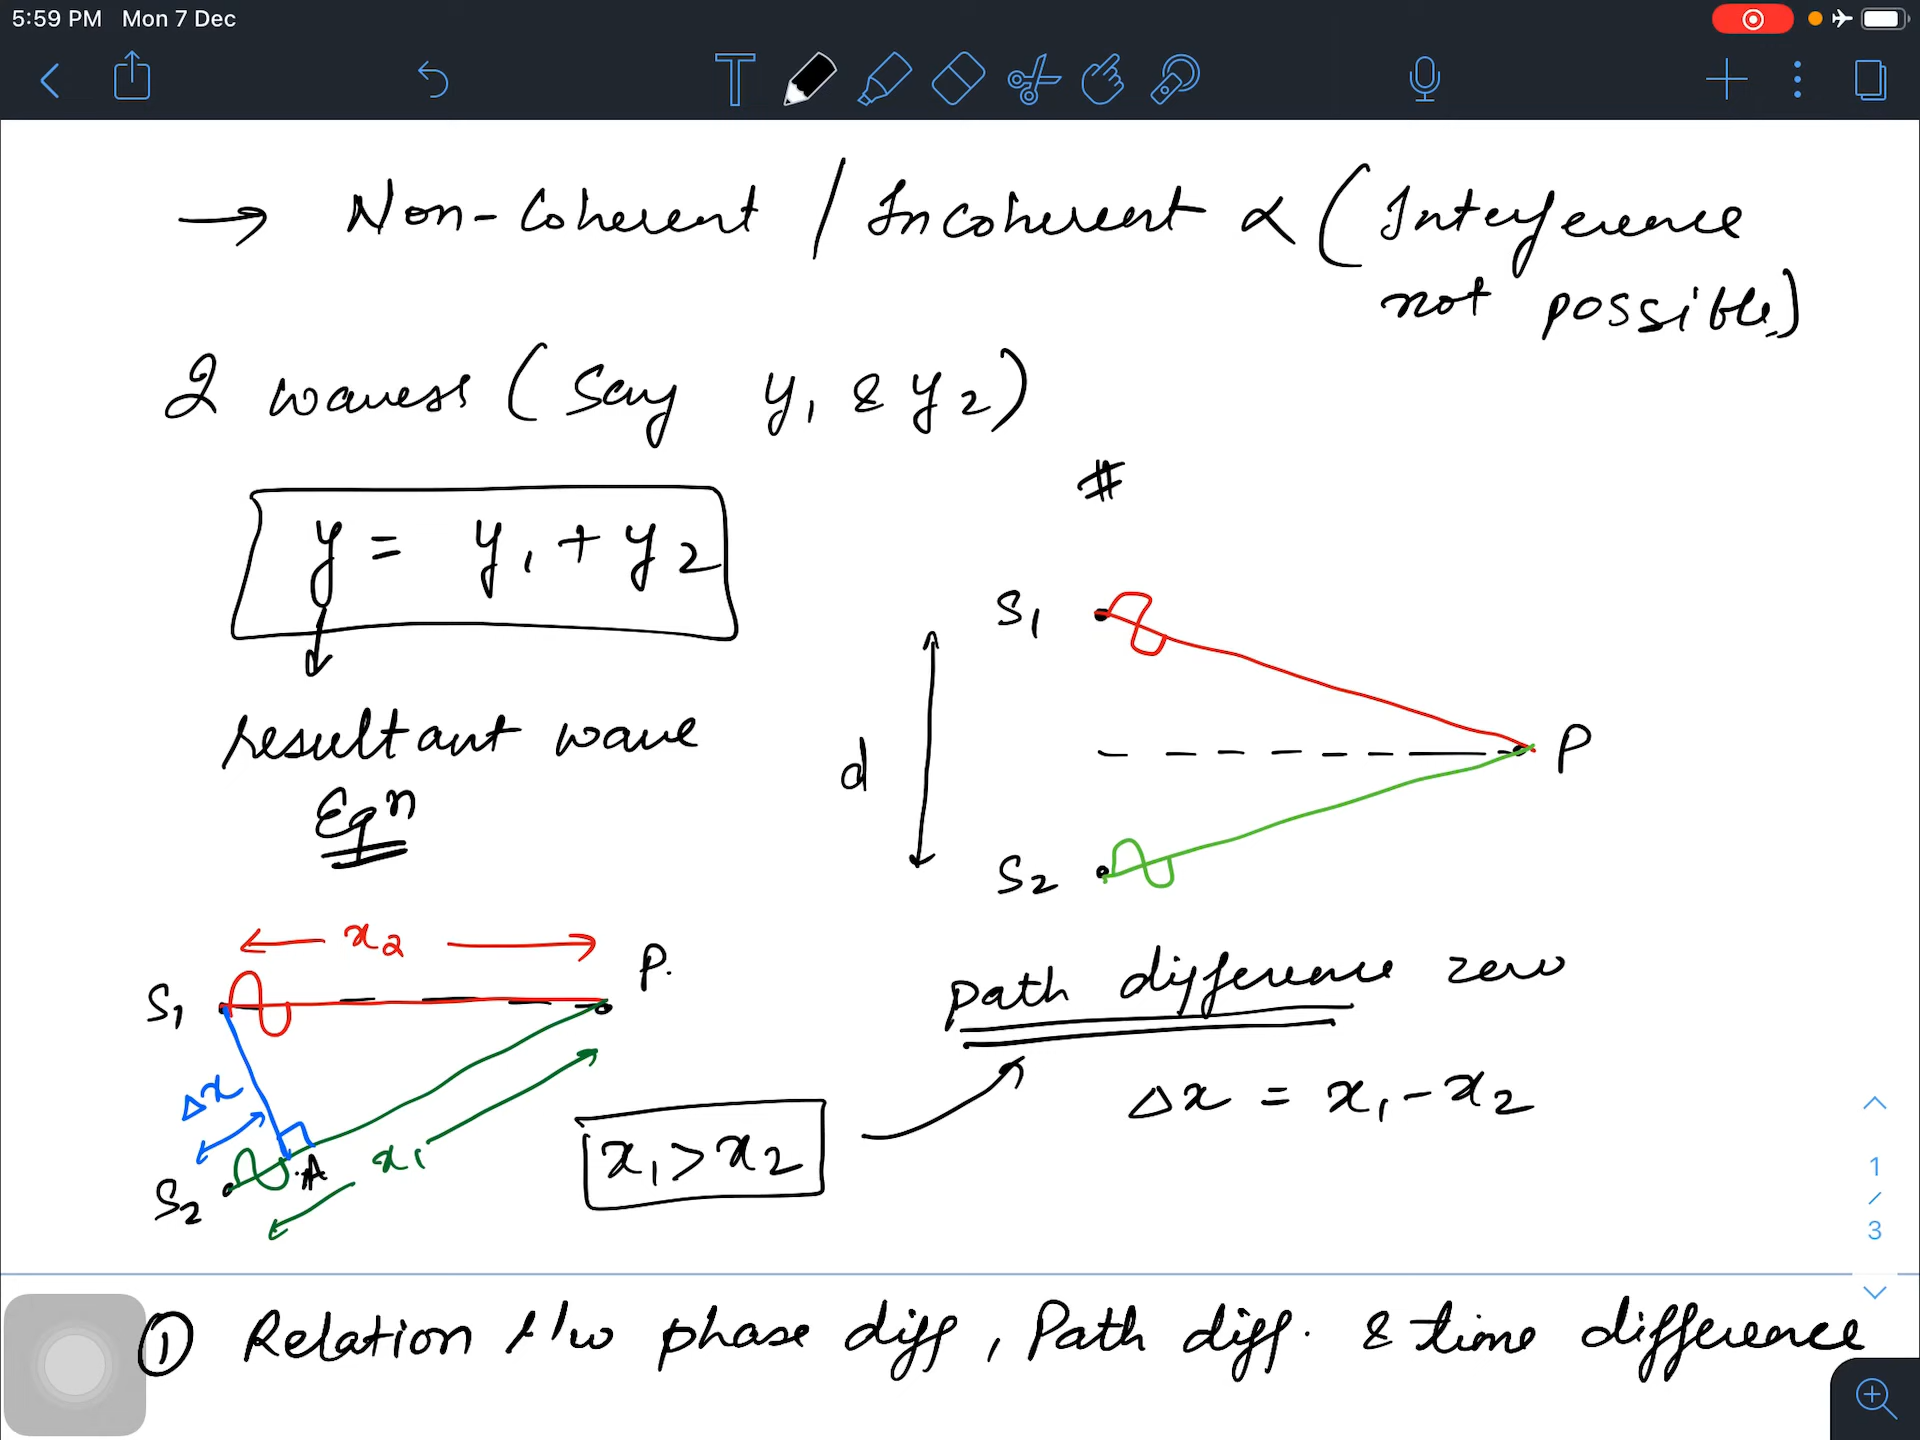 5:59 PM Mon 7 Dec
→ Non-Coherent / Incoherent ∝ (Interference
not possible)
2 wavess (Say y₁ & y₂)
#
y = y₁ + y₂
resultant wave
Eqⁿ
S₁
d
P
S₂
x₂
P.
S₁
Δx
S₂
.A
x₁
x₁ > x₂
path difference zero
Δx = x₁ - x₂
1
/
3
① Relation b/w phase diff, Path diff. & time difference